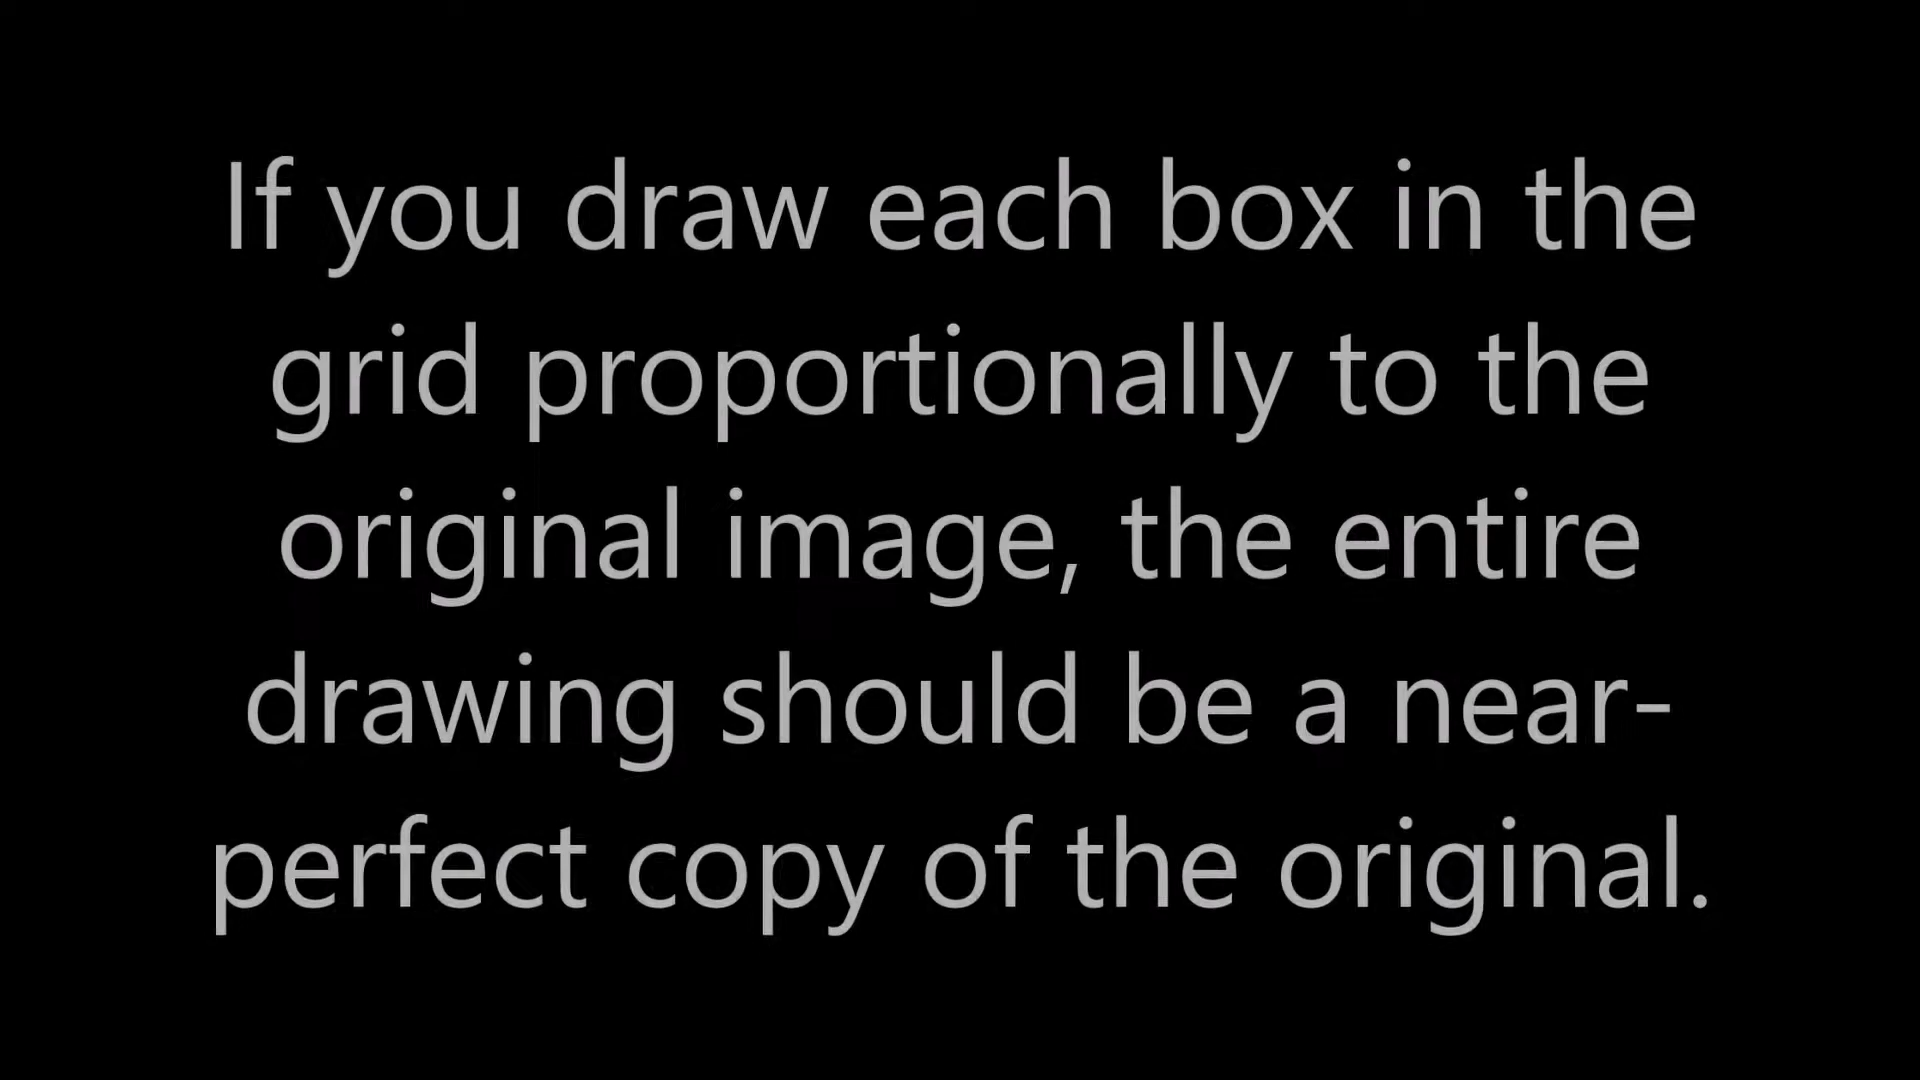 If you draw each box in the
grid proportionally to the
original image, the entire
drawing should be a near-
perfect copy of the original.